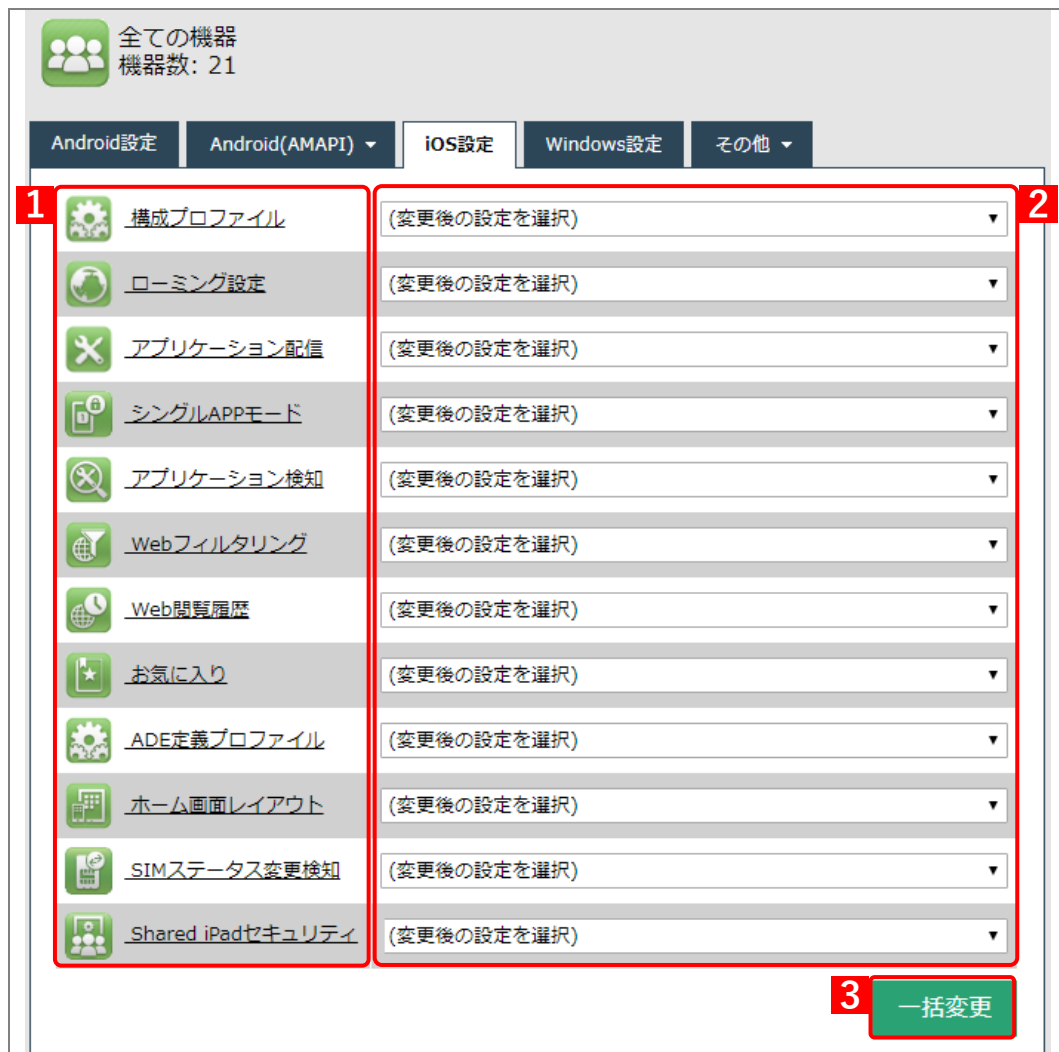 全ての機器
機器数: 21
Android設定 Android(AMAPI) ▼ iOS設定 Windows設定 その他 ▼
1 2
構成プロファイル (変更後の設定を選択) ▼
ローミング設定 (変更後の設定を選択) ▼
アプリケーション配信 (変更後の設定を選択) ▼
シングルAPPモード (変更後の設定を選択) ▼
アプリケーション検知 (変更後の設定を選択) ▼
Webフィルタリング (変更後の設定を選択) ▼
Web閲覧履歴 (変更後の設定を選択) ▼
お気に入り (変更後の設定を選択) ▼
ADE定義プロファイル (変更後の設定を選択) ▼
ホーム画面レイアウト (変更後の設定を選択) ▼
SIMステータス変更検知 (変更後の設定を選択) ▼
Shared iPadセキュリティ (変更後の設定を選択) ▼
3 一括変更